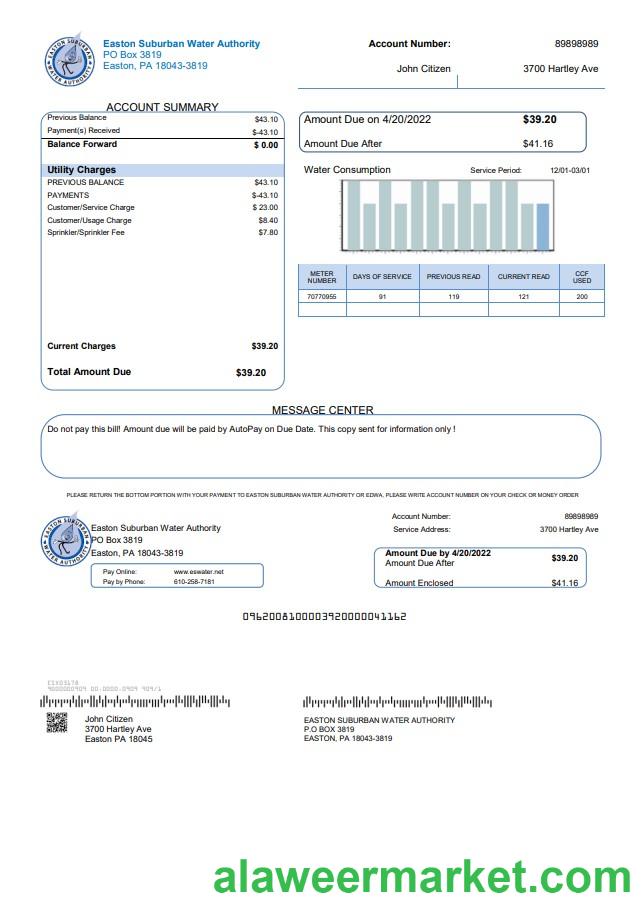 Easton Suburban Water Authority
PO Box 3819
Easton, PA 18043-3819
Account Number: 89898989
John Citizen 3700 Hartley Ave
EASTON SUBURBAN
WATER AUTHORITY
ACCOUNT SUMMARY
Previous Balance $43.10
Payment(s) Received $-43.10
Balance Forward $ 0.00
Utility Charges
PREVIOUS BALANCE $43.10
PAYMENTS $-43.10
Customer/Service Charge $ 23.00
Customer/Usage Charge $8.40
Sprinkler/Sprinkler Fee $7.80
Current Charges $39.20
Total Amount Due $39.20
Amount Due on 4/20/2022 $39.20
Amount Due After $41.16
Water Consumption Service Period: 12/01-03/01
METER NUMBER DAYS OF SERVICE PREVIOUS READ CURRENT READ CCF USED
70770955 91 119 121 200
MESSAGE CENTER
Do not pay this bill! Amount due will be paid by AutoPay on Due Date. This copy sent for information only !
PLEASE RETURN THE BOTTOM PORTION WITH YOUR PAYMENT TO EASTON SUBURBAN WATER AUTHORITY OR EDWA, PLEASE WRITE ACCOUNT NUMBER ON YOUR CHECK OR MONEY ORDER
EASTON SUBURBAN
WATER AUTHORITY
Easton Suburban Water Authority
PO Box 3819
Easton, PA 18043-3819
Pay Online: www.eswater.net
Pay by Phone: 610-258-7181
Account Number: 89898989
Service Address: 3700 Hartley Ave
Amount Due by 4/20/2022 $39.20
Amount Due After
Amount Enclosed $41.16
John Citizen
3700 Hartley Ave
Easton PA 18045
EASTON SUBURBAN WATER AUTHORITY
P.O BOX 3819
EASTON, PA 18043-3819
alaweermarket.com